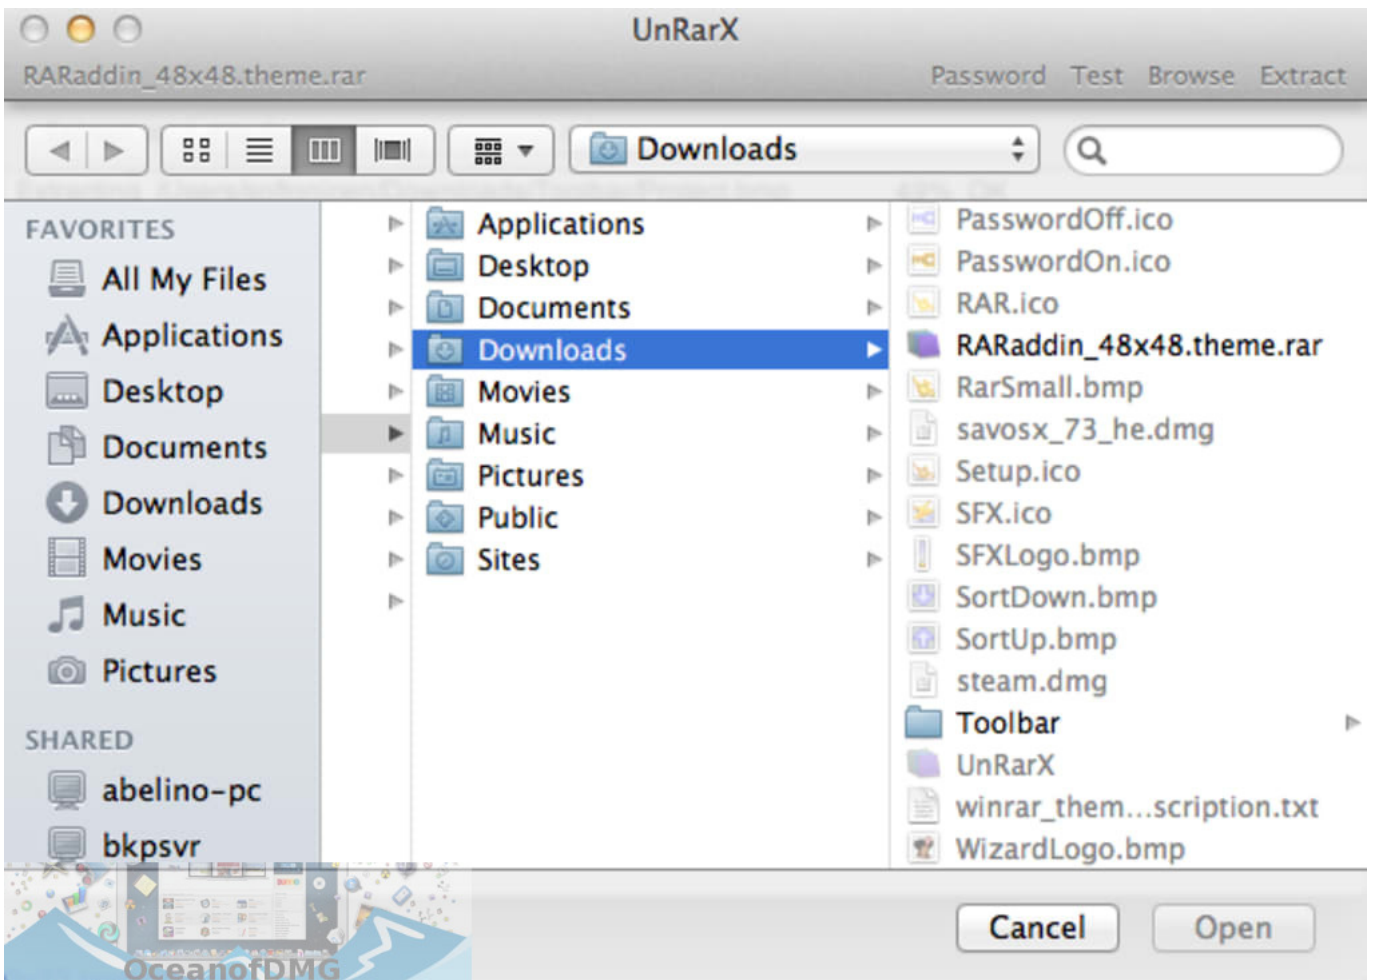 UnRarX
RARaddin_48x48.theme.rar
Password Test Browse Extract
Downloads
FAVORITES
All My Files
Applications
Desktop
Documents
Downloads
Movies
Music
Pictures
SHARED
abelino-pc
bkpsvr
Applications
Desktop
Documents
Downloads
Movies
Music
Pictures
Public
Sites
PasswordOff.ico
PasswordOn.ico
RAR.ico
RARaddin_48x48.theme.rar
RarSmall.bmp
savosx_73_he.dmg
Setup.ico
SFX.ico
SFXLogo.bmp
SortDown.bmp
SortUp.bmp
steam.dmg
Toolbar
UnRarX
winrar_them...scription.txt
WizardLogo.bmp
Cancel
Open
OceanofDMG